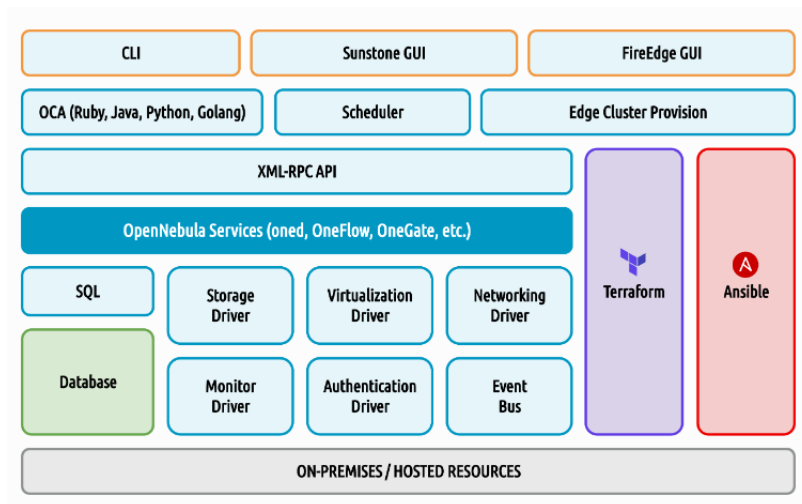 CLI
Sunstone GUI
FireEdge GUI
OCA (Ruby, Java, Python, Golang)
Scheduler
Edge Cluster Provision
XML-RPC API
OpenNebula Services (oned, OneFlow, OneGate, etc.)
SQL
Storage
Driver
Virtualization
Driver
Networking
Driver
Terraform
A
Ansible
Database
Monitor
Driver
Authentication
Driver
Event
Bus
ON-PREMISES / HOSTED RESOURCES